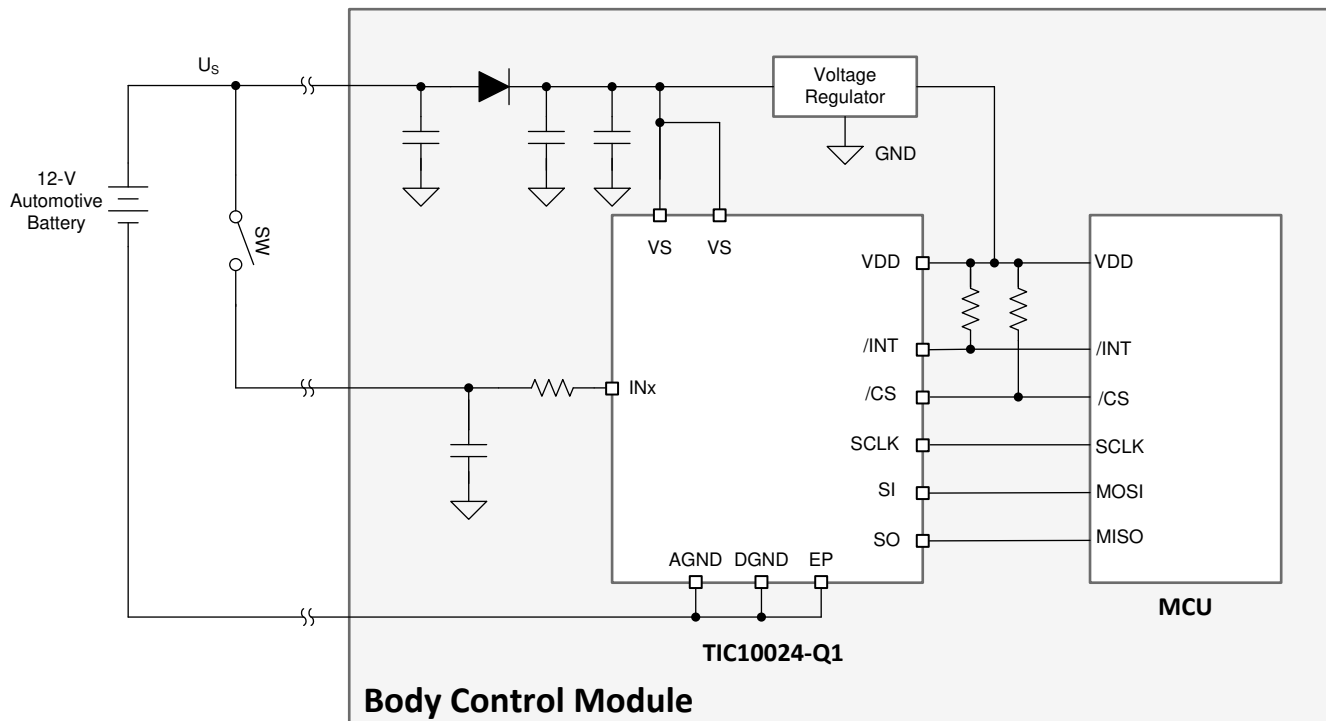 Voltage
Regulator
U_S
GND
12-V
Automotive
Battery
SW
VS
VS
VDD
VDD
/INT
/INT
INx
/CS
/CS
SCLK
SCLK
SI
MOSI
SO
MISO
AGND
DGND
EP
MCU
TIC10024-Q1
Body Control Module